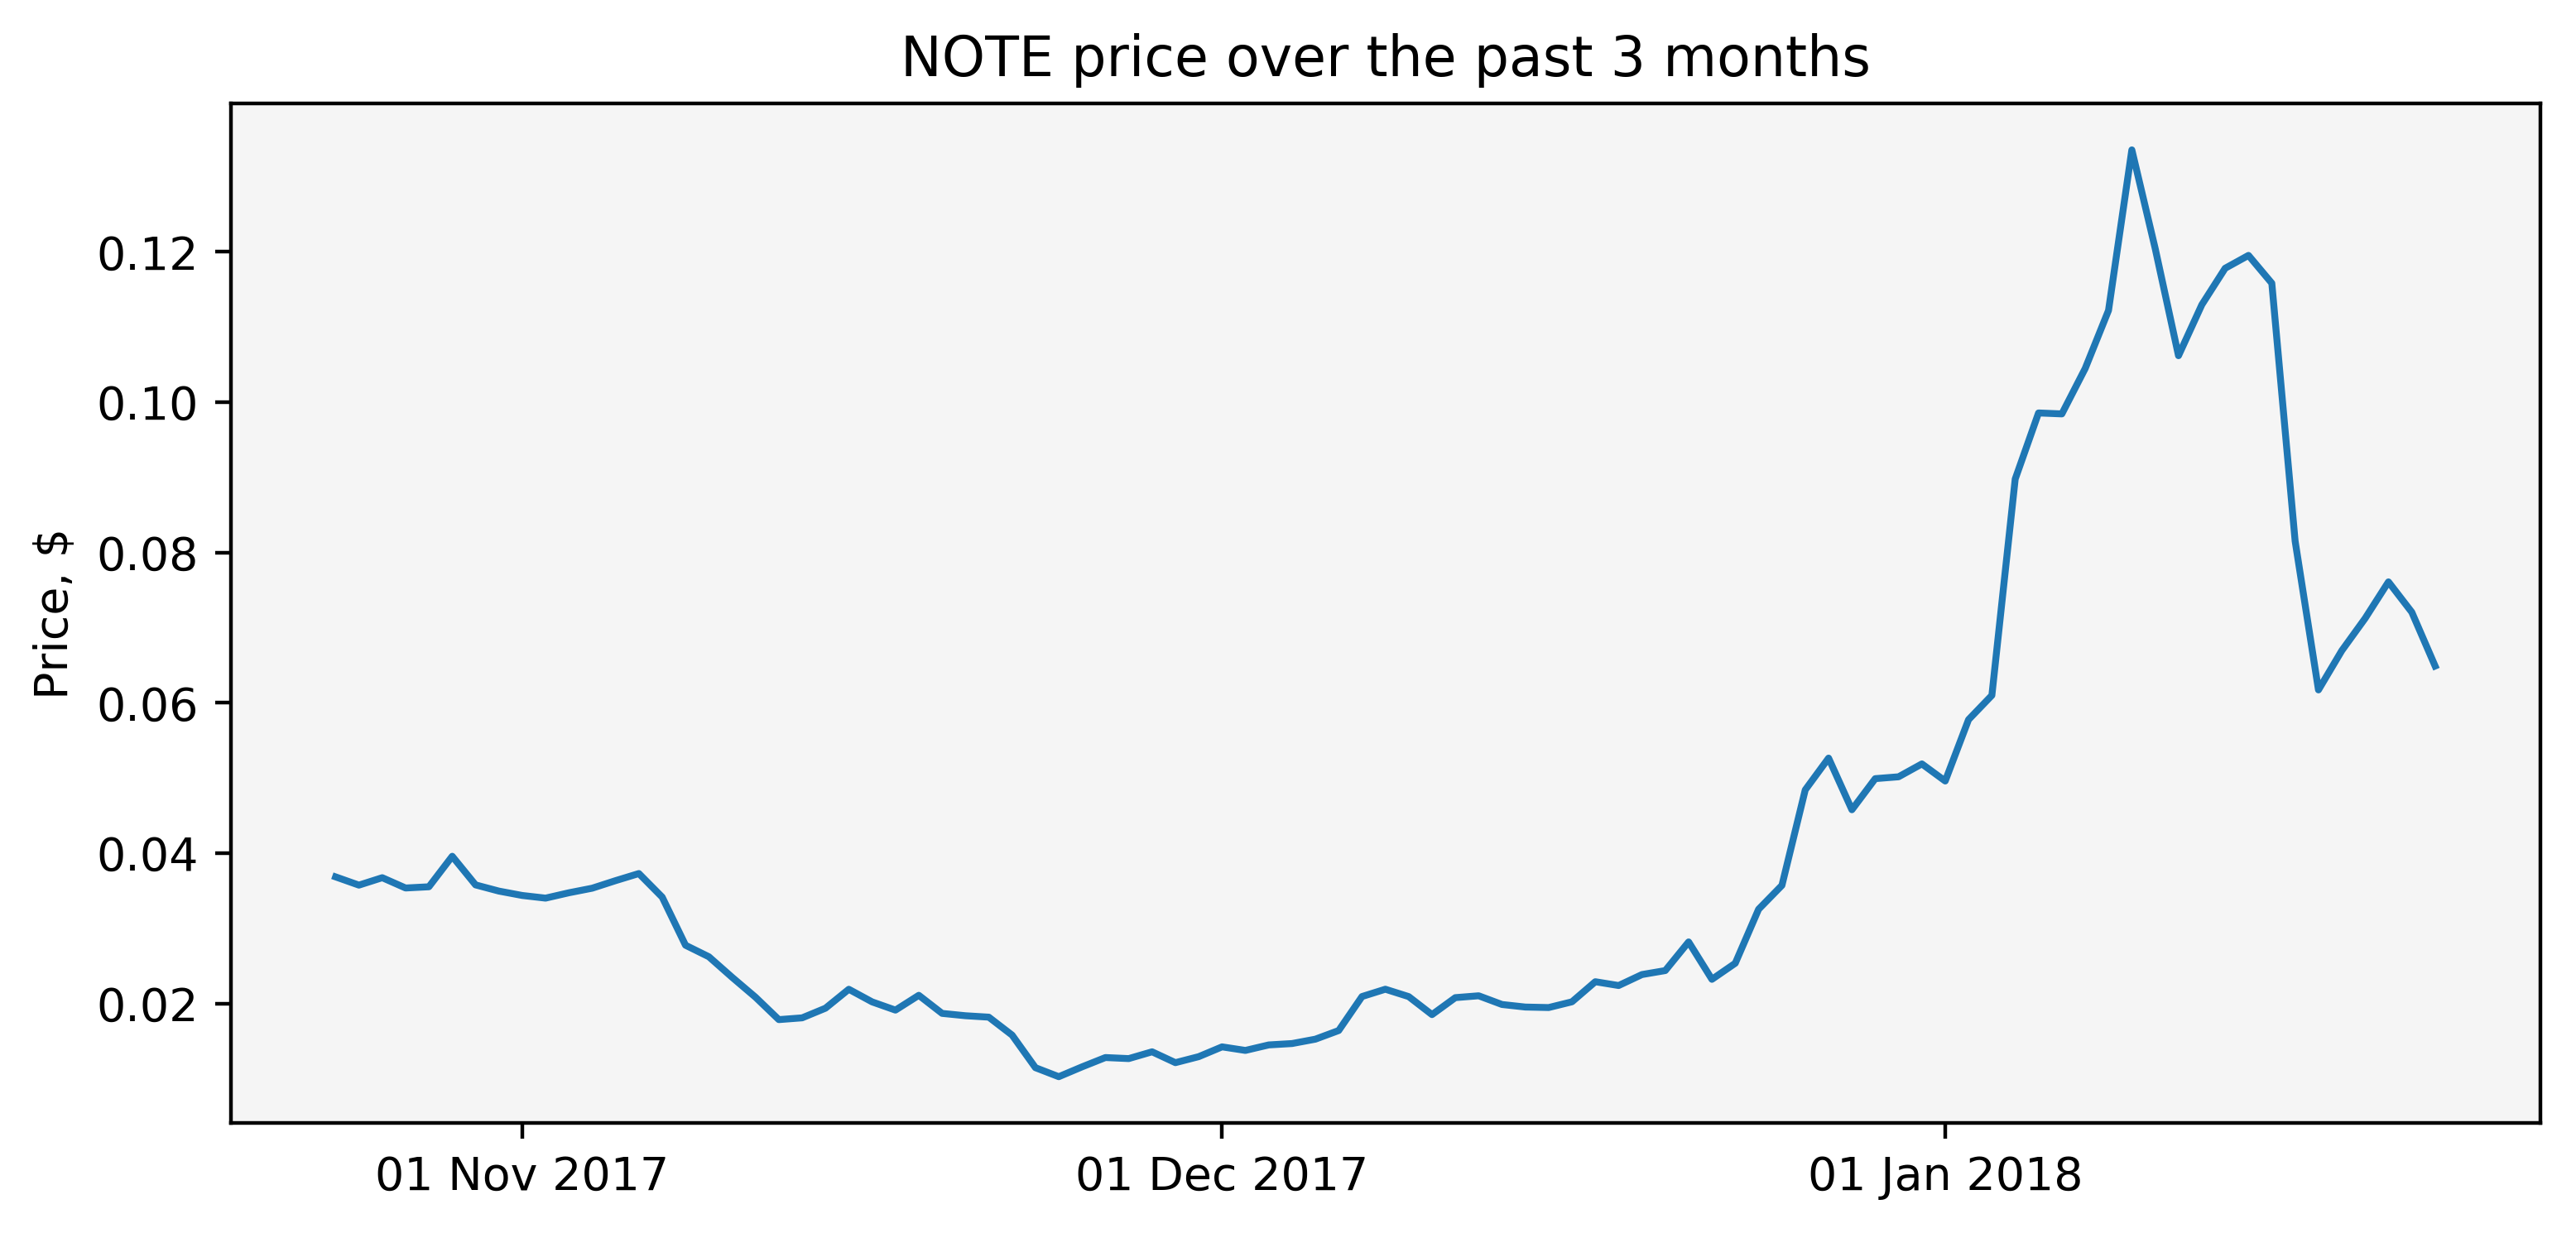 NOTE price over the past 3 months
Price, $
0.12
0.10
0.08
0.06
0.04
0.02
01 Nov 2017
01 Dec 2017
01 Jan 2018